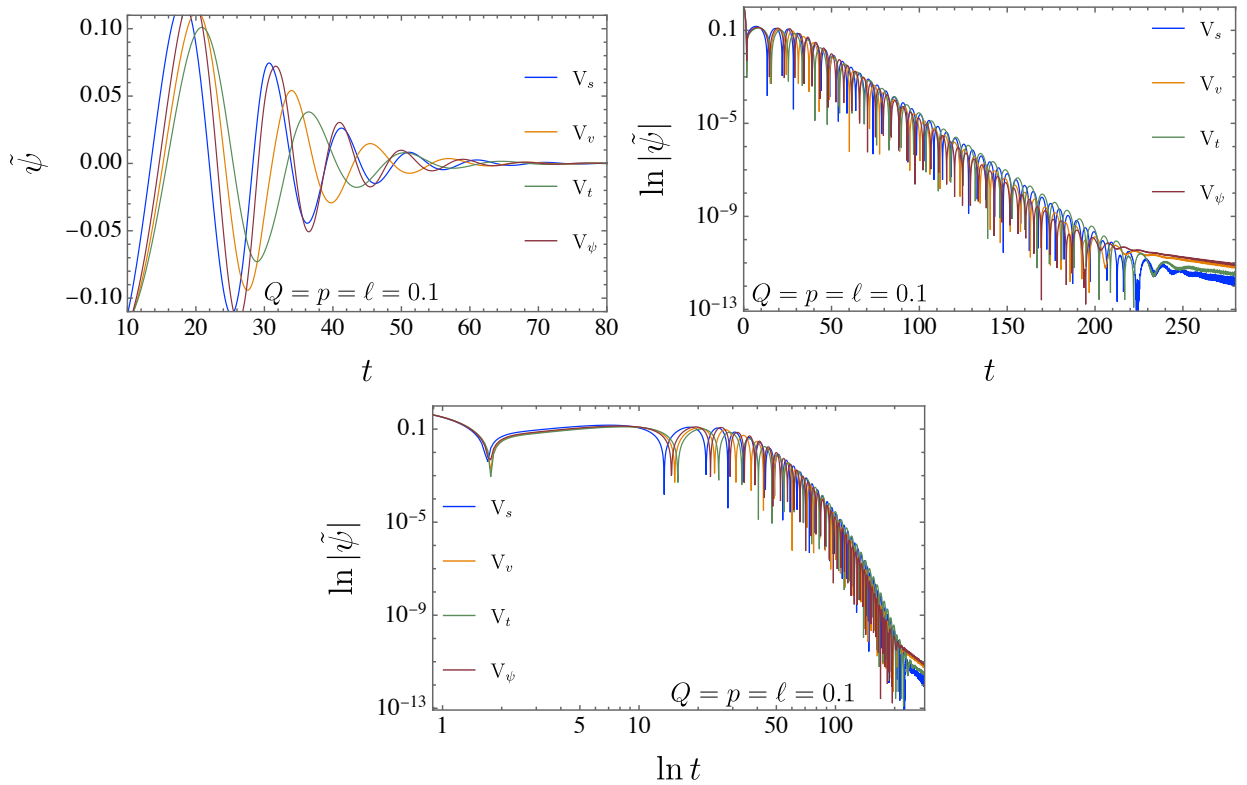 0.10
0.05
0.00
−0.05
−0.10
ψ̃
V_s
V_v
V_t
V_ψ
Q = p = ℓ = 0.1
10 20 30 40 50 60 70 80
t
0.1
10^-5
10^-9
10^-13
ln |ψ̃|
V_s
V_v
V_t
V_ψ
Q = p = ℓ = 0.1
0 50 100 150 200 250
t
0.1
10^-5
10^-9
10^-13
ln |ψ̃|
V_s
V_v
V_t
V_ψ
Q = p = ℓ = 0.1
1 5 10 50 100
ln t